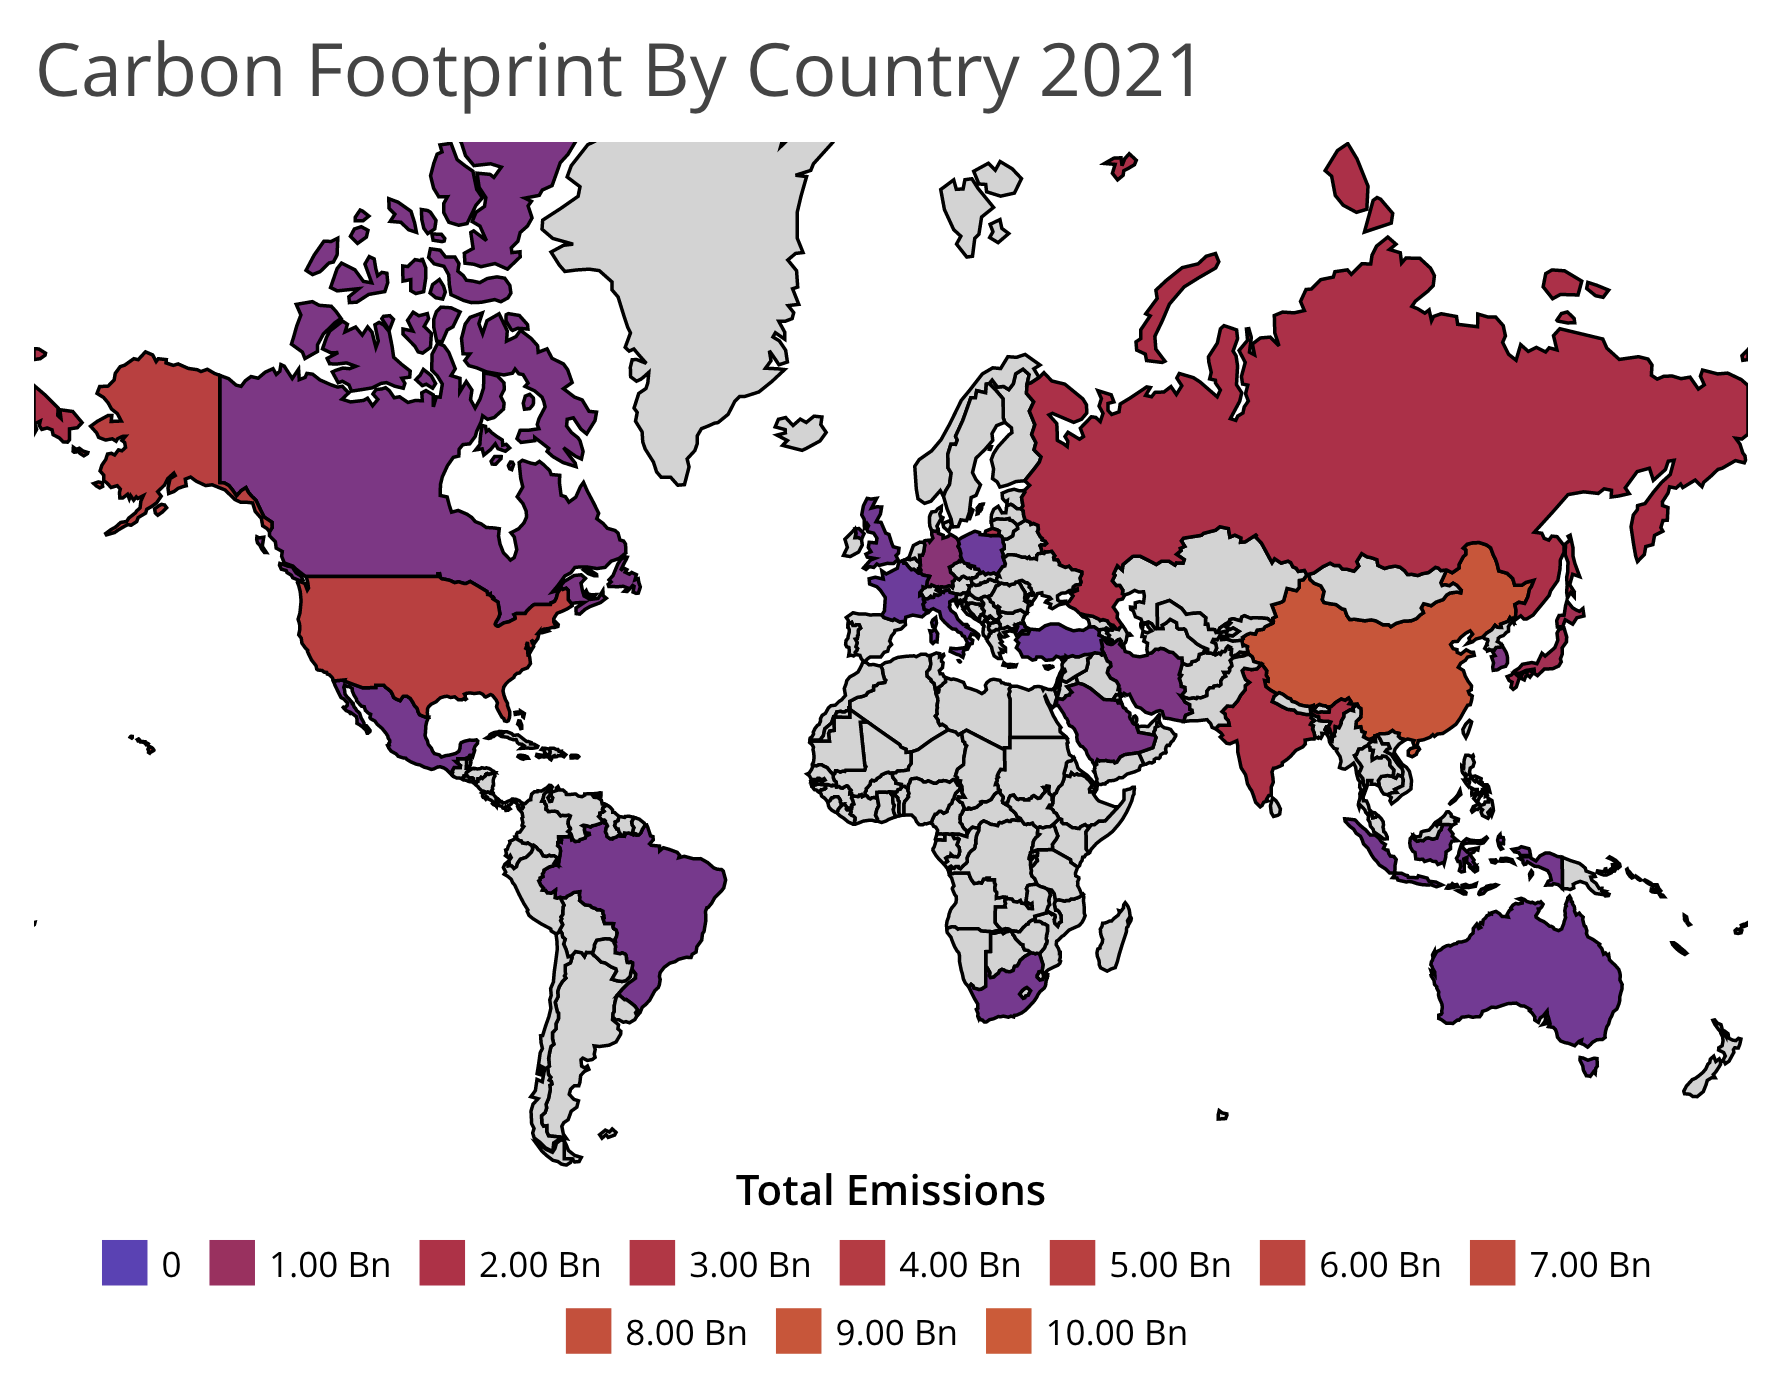 Carbon Footprint By Country 2021
Total Emissions
0 1.00 Bn 2.00 Bn 3.00 Bn 4.00 Bn 5.00 Bn 6.00 Bn 7.00 Bn
8.00 Bn 9.00 Bn 10.00 Bn